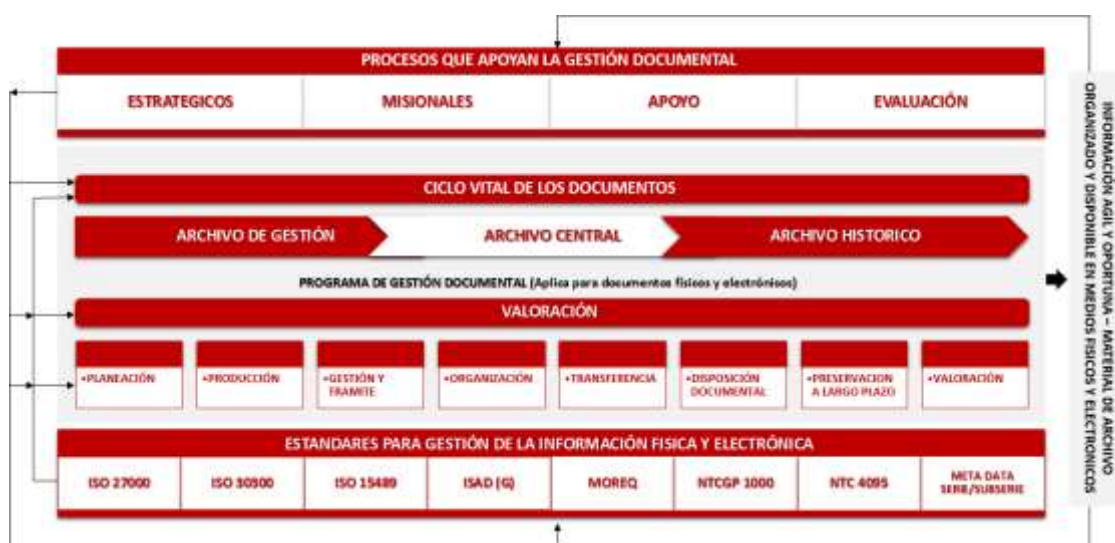 PROCESOS QUE APOYAN LA GESTIÓN DOCUMENTAL
ESTRATEGICOS
MISIONALES
APOYO
EVALUACIÓN
CICLO VITAL DE LOS DOCUMENTOS
ARCHIVO DE GESTIÓN
ARCHIVO CENTRAL
ARCHIVO HISTORICO
PROGRAMA DE GESTIÓN DOCUMENTAL (Aplica para documentos físicos y electrónicos)
VALORACIÓN
•PLANEACIÓN
•PRODUCCIÓN
•GESTIÓN Y
TRAMITE
•ORGANIZACIÓN
•TRANSFERENCIA
•DISPOSICIÓN
DOCUMENTAL
•PRESERVACION
A LARGO PLAZO
•VALORACIÓN
ESTANDARES PARA GESTIÓN DE LA INFORMACIÓN FISICA Y ELECTRÓNICA
ISO 27000
ISO 30300
ISO 15489
ISAD (G)
MOREQ
NTCGP 1000
NTC 4095
META DATA
SERIE/SUBSERIE
INFORMACIÓN AGIL Y OPORTUNA – MATERIAL DE ARCHIVO
ORGANIZADO Y DISPONIBLE EN MEDIOS FISICOS Y ELECTRONICOS